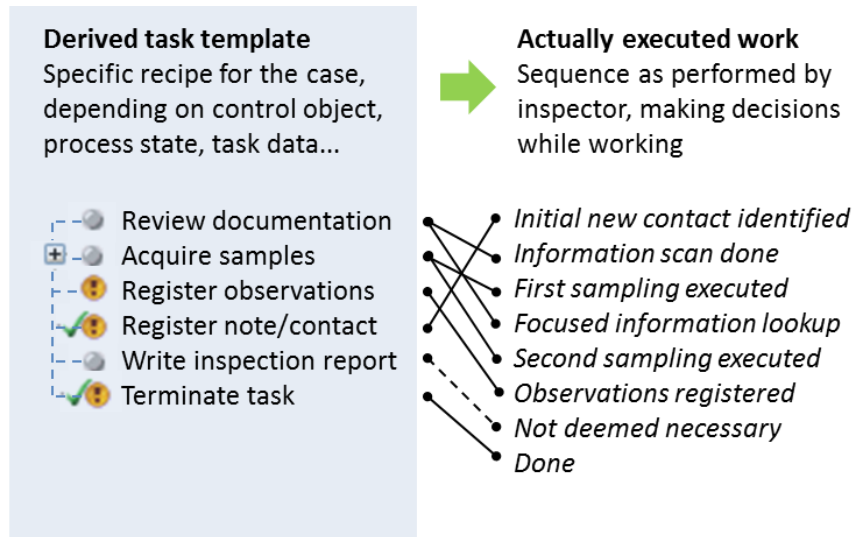 Derived task template
Specific recipe for the case,
depending on control object,
process state, task data...
Review documentation
Acquire samples
Register observations
Register note/contact
Write inspection report
Terminate task
Actually executed work
Sequence as performed by
inspector, making decisions
while working
Initial new contact identified
Information scan done
First sampling executed
Focused information lookup
Second sampling executed
Observations registered
Not deemed necessary
Done